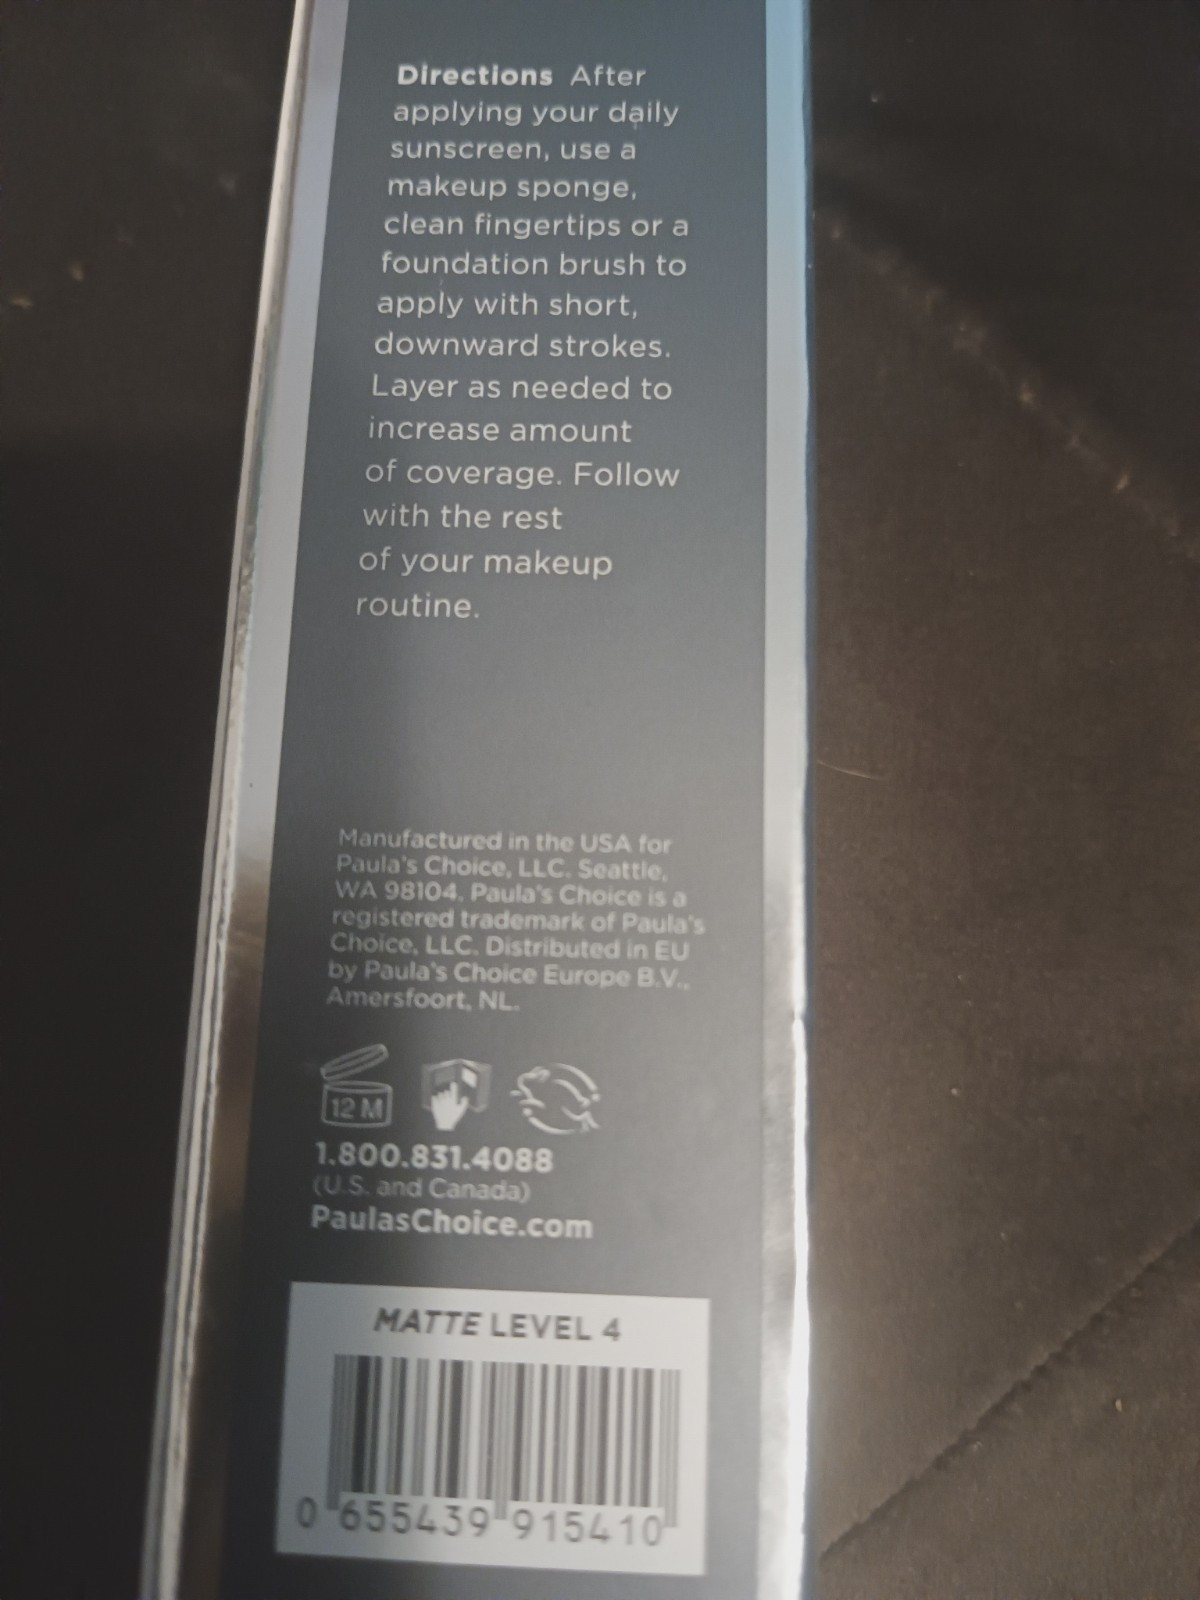 Directions After
applying your daily
sunscreen, use a
makeup sponge,
clean fingertips or a
foundation brush to
apply with short,
downward strokes.
Layer as needed to
increase amount
of coverage. Follow
with the rest
of your makeup
routine.
Manufactured in the USA for
Paula's Choice, LLC. Seattle,
WA 98104. Paula's Choice is a
registered trademark of Paula's
Choice, LLC. Distributed in EU
by Paula's Choice Europe B.V.,
Amersfoort, NL.
12 M
1.800.831.4088
(U.S. and Canada)
PaulasChoice.com
MATTE LEVEL 4
0 655439 915410